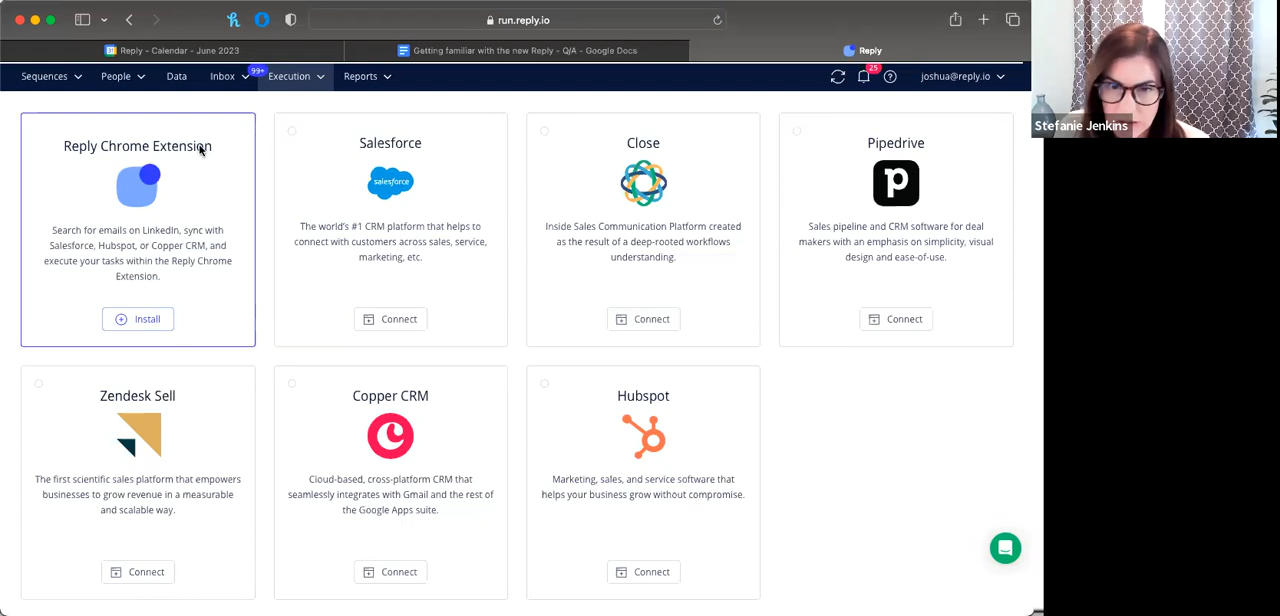 run.reply.io
Reply - Calendar - June 2023
Getting familiar with the new Reply - Q/A - Google Docs
Reply
Sequences
People
Data
Inbox
99+
Execution
Reports
25
joshua@reply.io
Stefanie Jenkins
Reply Chrome Extension
Search for emails on LinkedIn, sync with
Salesforce, Hubspot, or Copper CRM, and
execute your tasks within the Reply Chrome
Extension.
Install
Salesforce
salesforce
The world's #1 CRM platform that helps to
connect with customers across sales, service,
marketing, etc.
Connect
Close
Inside Sales Communication Platform created
as the result of a deep-rooted workflows
understanding.
Connect
Pipedrive
p
Sales pipeline and CRM software for deal
makers with an emphasis on simplicity, visual
design and ease-of-use.
Connect
Zendesk Sell
The first scientific sales platform that empowers
businesses to grow revenue in a measurable
and scalable way.
Connect
Copper CRM
Cloud-based, cross-platform CRM that
seamlessly integrates with Gmail and the rest of
the Google Apps suite.
Connect
Hubspot
Marketing, sales, and service software that
helps your business grow without compromise.
Connect